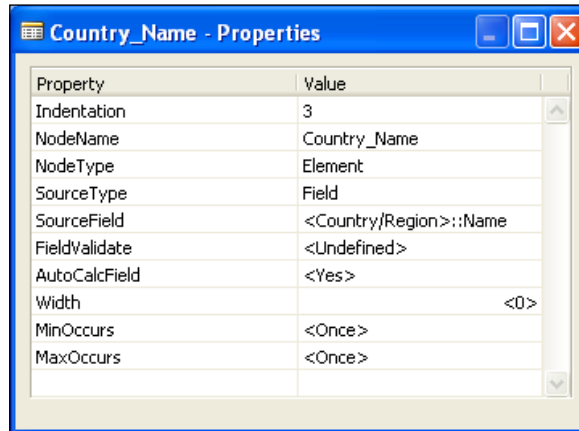 Country_Name - Properties
Property Value
Indentation 3
NodeName Country_Name
NodeType Element
SourceType Field
SourceField <Country/Region>::Name
FieldValidate <Undefined>
AutoCalcField <Yes>
Width <0>
MinOccurs <Once>
MaxOccurs <Once>